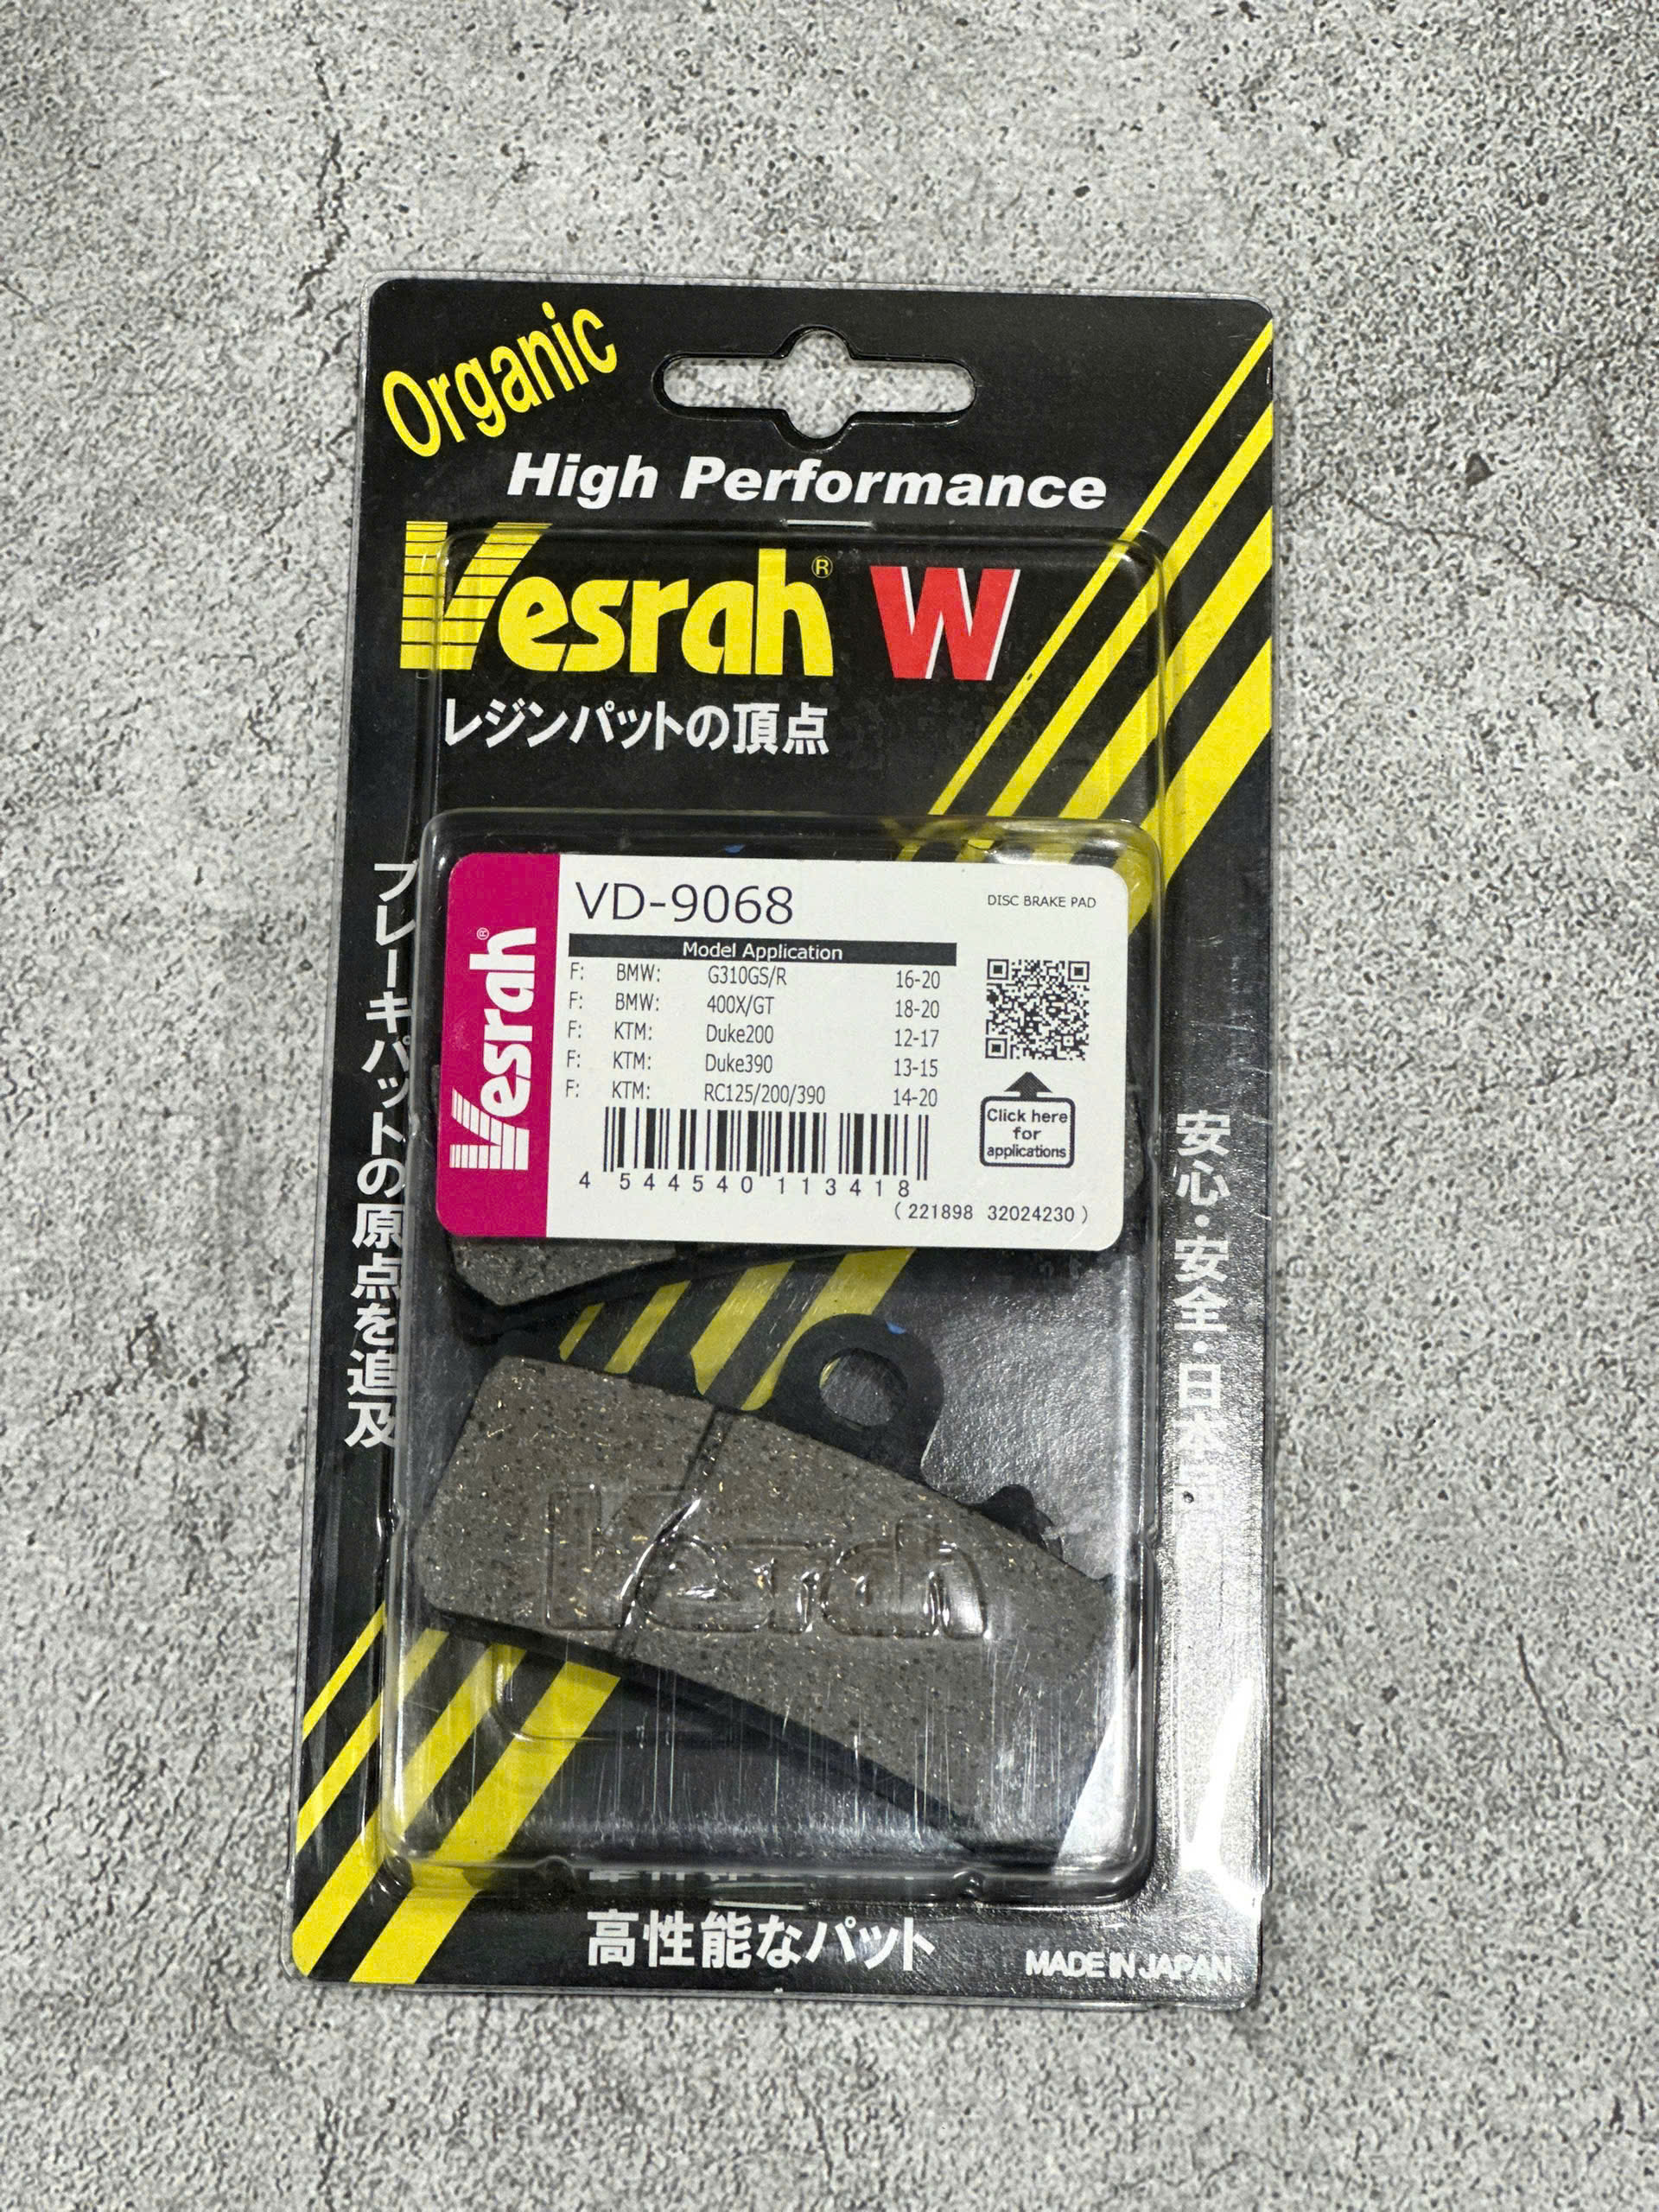 Organic
High Performance
Vesrah® W
レジンパットの頂点
ブレーキパットの原点を追及
Vesrah®
VD-9068
DISC BRAKE PAD
Model Application
F: BMW: G310GS/R 16-20
F: BMW: 400X/GT 18-20
F: KTM: Duke200 12-17
F: KTM: Duke390 13-15
F: KTM: RC125/200/390 14-20
Click here
for
applications
4 544540 113418
(221898 32024230)
安心・安全・日本
Vesrah
高性能なパット
MADE IN JAPAN